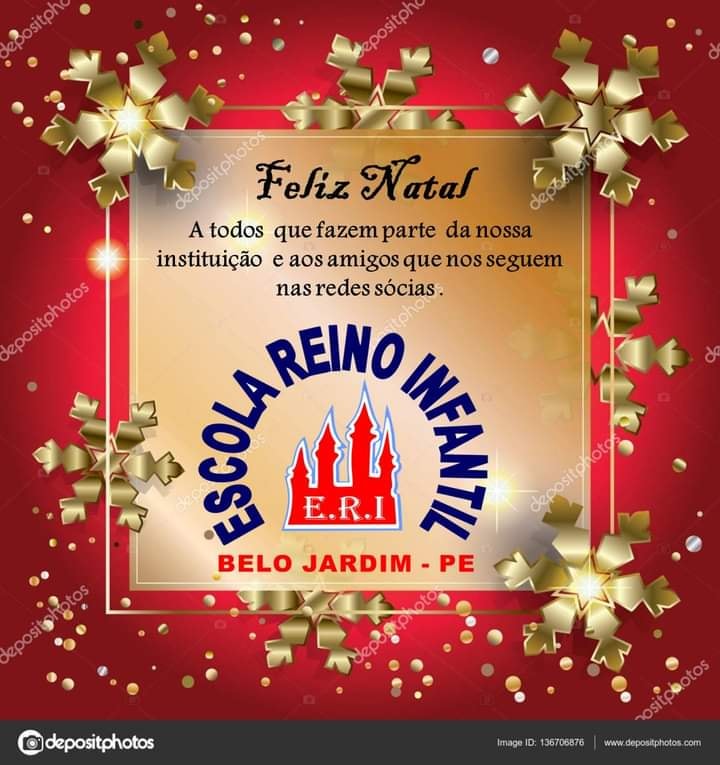 Feliz Natal
A todos que fazem parte da nossa
instituição e aos amigos que nos seguem
nas redes sócias.
ESCOLA REINO INFANTIL
E.R.I
BELO JARDIM - PE
depositphotos
Image ID: 136706876
www.depositphotos.com